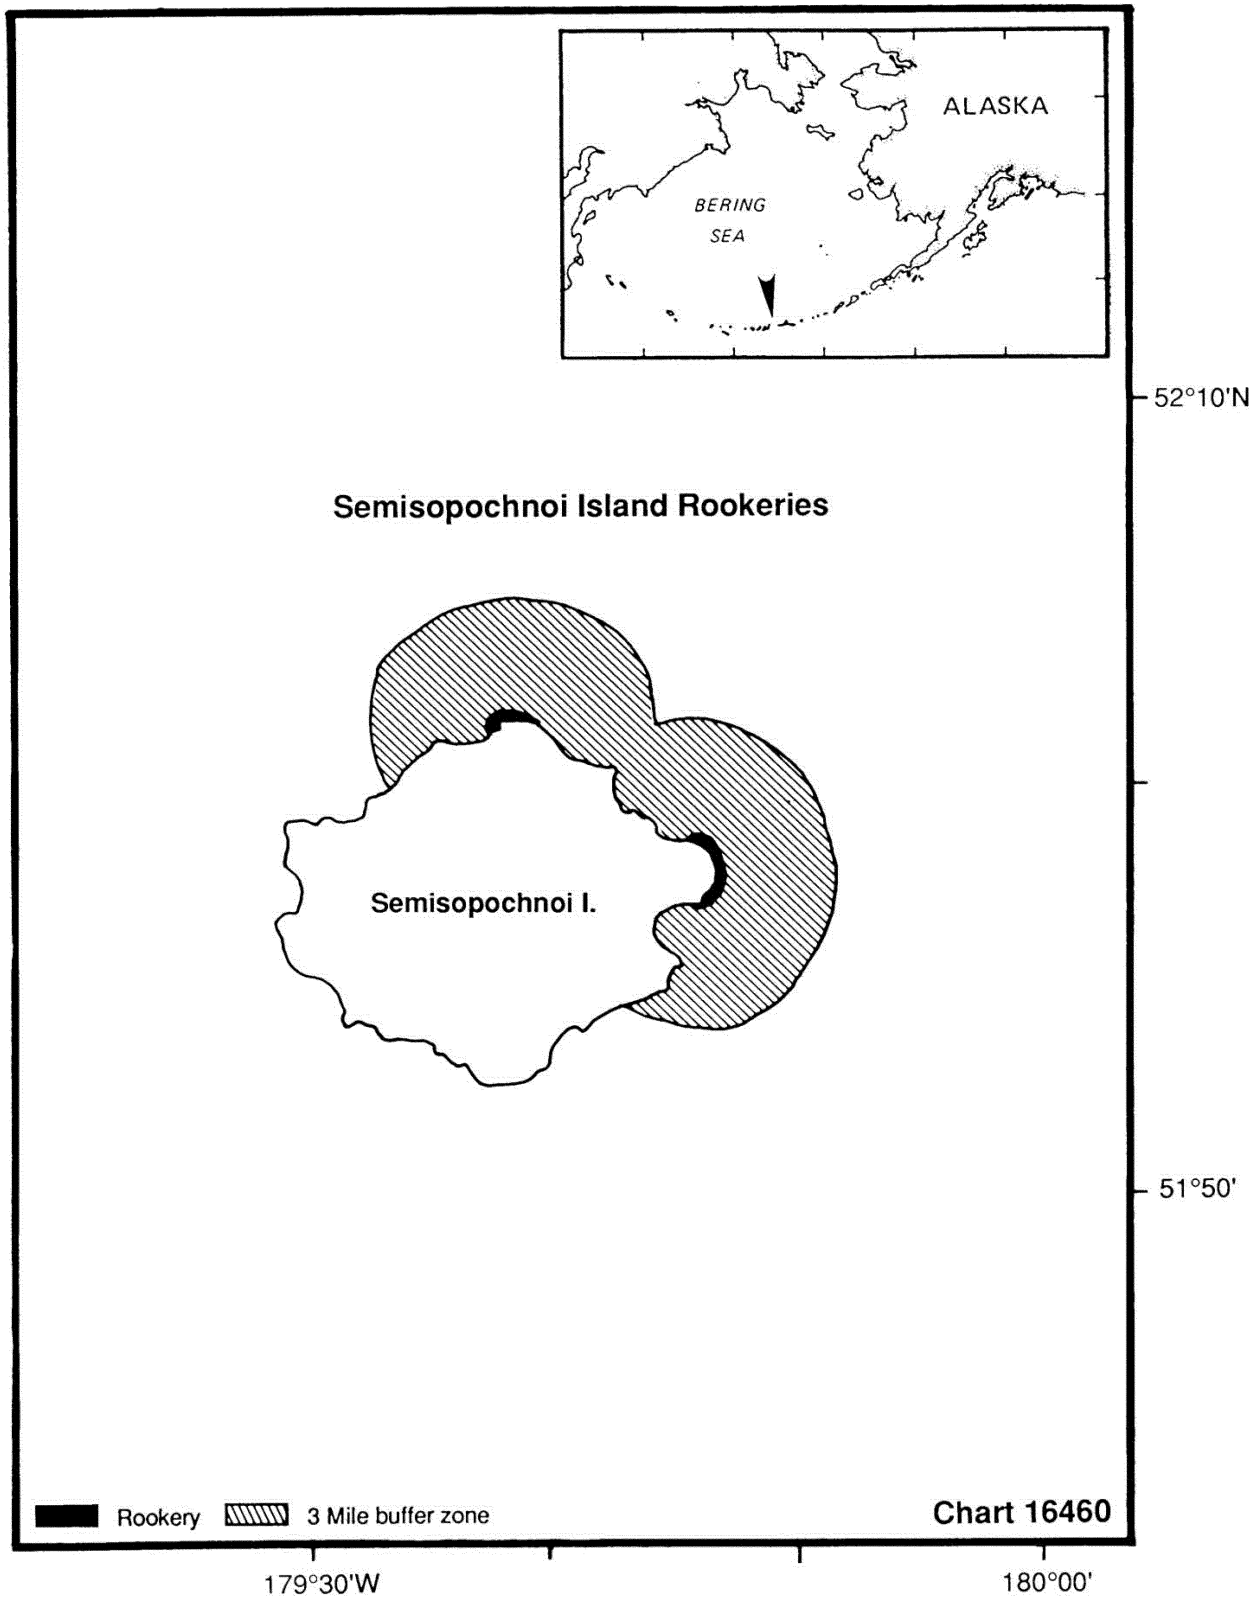 ALASKA
BERING
SEA
52°10'N
Semisopochnoi Island Rookeries
Semisopochnoi I.
51°50'
Rookery
3 Mile buffer zone
Chart 16460
179°30'W
180°00'